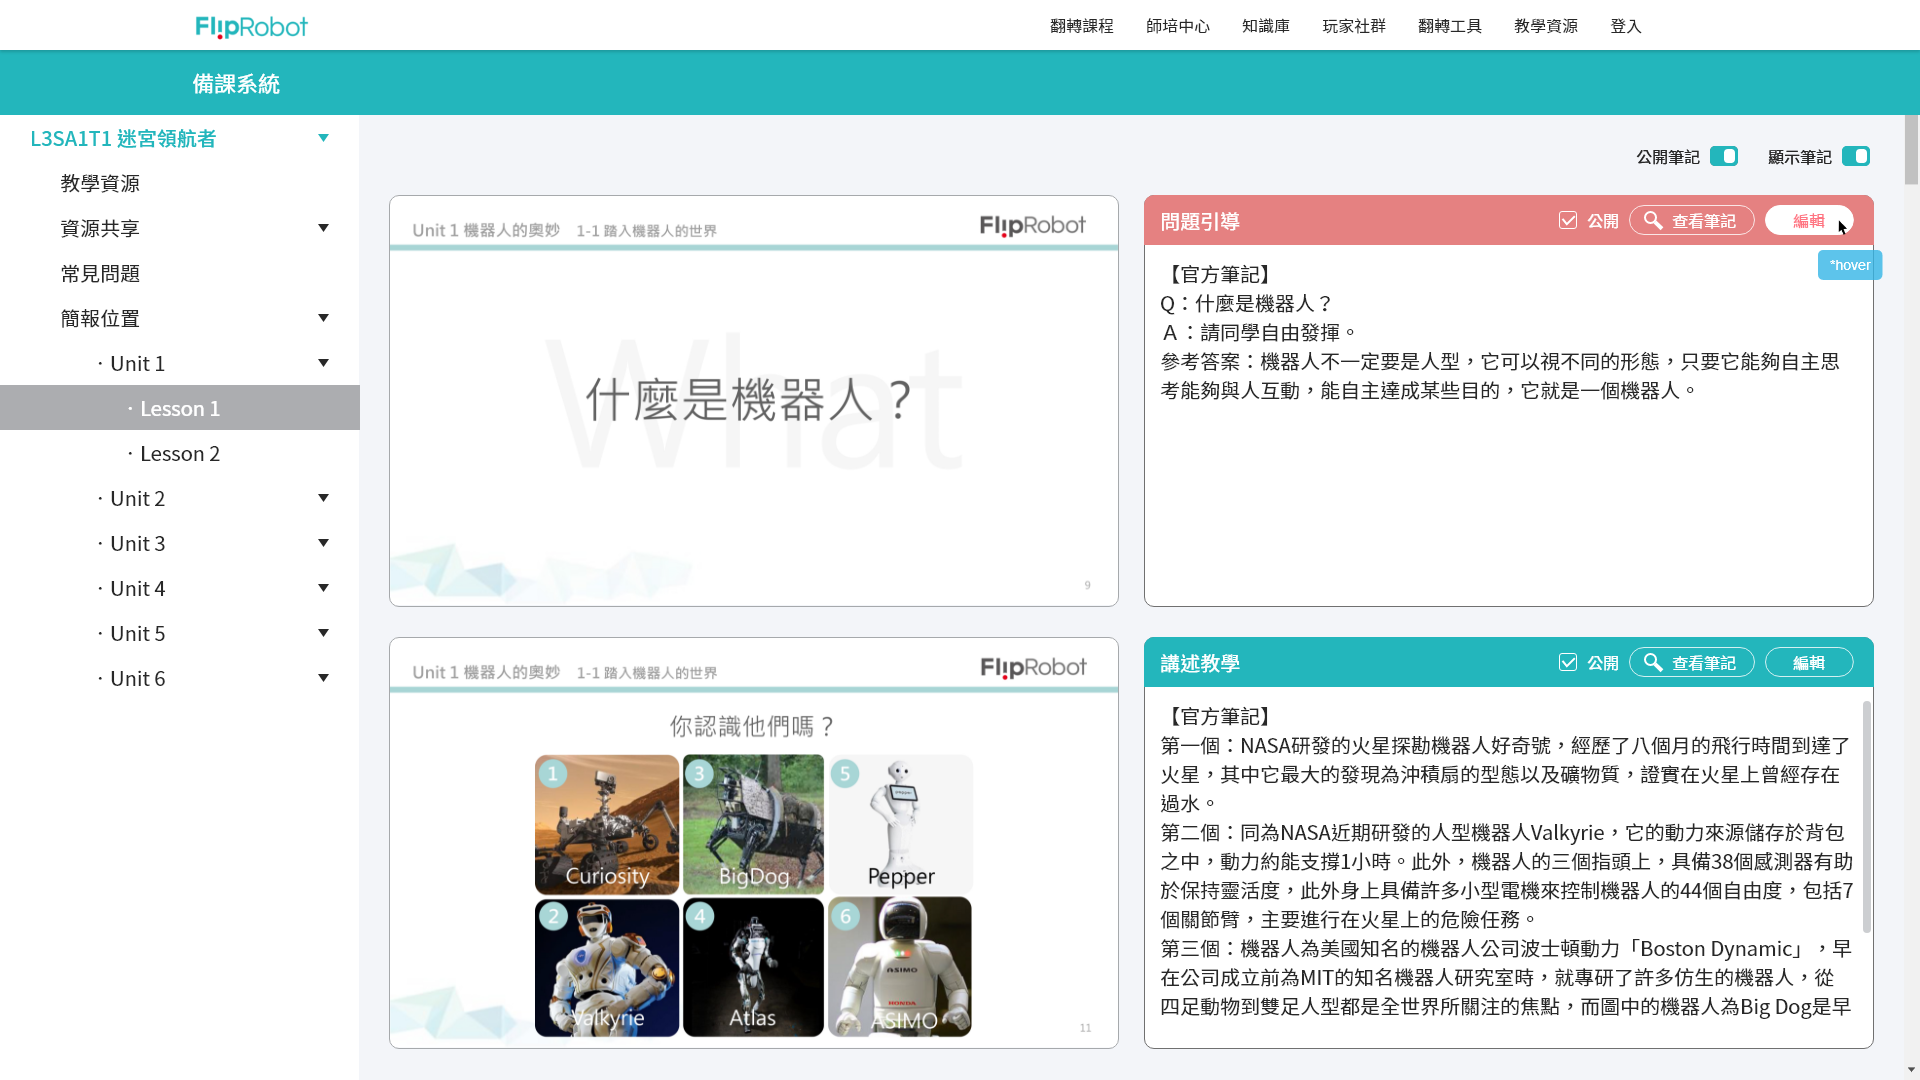 FlipRobot
翻轉課程 師培中心 知識庫 玩家社群 翻轉工具 教學資源 登入
備課系統
L3SA1T1 迷宮領航者
教學資源
資源共享
常見問題
簡報位置
· Unit 1
· Lesson 1
· Lesson 2
· Unit 2
· Unit 3
· Unit 4
· Unit 5
· Unit 6
公開筆記 顯示筆記
Unit 1 機器人的奧妙 1-1 踏入機器人的世界 FlipRobot
What
什麼是機器人？
9
問題引導 公開 查看筆記 編輯
*hover
【官方筆記】
Q：什麼是機器人？
Ａ：請同學自由發揮。
參考答案：機器人不一定要是人型，它可以視不同的形態，只要它能夠自主思
考能夠與人互動，能自主達成某些目的，它就是一個機器人。
Unit 1 機器人的奧妙 1-1 踏入機器人的世界 FlipRobot
你認識他們嗎？
1 3 5
Curiosity BigDog Pepper
2 4 6
ASIMO
HONDA
Valkyrie Atlas ASIMO
11
講述教學 公開 查看筆記 編輯
【官方筆記】
第一個：NASA研發的火星探勘機器人好奇號，經歷了八個月的飛行時間到達了
火星，其中它最大的發現為沖積扇的型態以及礦物質，證實在火星上曾經存在
過水。
第二個：同為NASA近期研發的人型機器人Valkyrie，它的動力來源儲存於背包
之中，動力約能支撐1小時。此外，機器人的三個指頭上，具備38個感測器有助
於保持靈活度，此外身上具備許多小型電機來控制機器人的44個自由度，包括7
個關節臂，主要進行在火星上的危險任務。
第三個：機器人為美國知名的機器人公司波士頓動力「Boston Dynamic」，早
在公司成立前為MIT的知名機器人研究室時，就專研了許多仿生的機器人，從
四足動物到雙足人型都是全世界所關注的焦點，而圖中的機器人為Big Dog是早